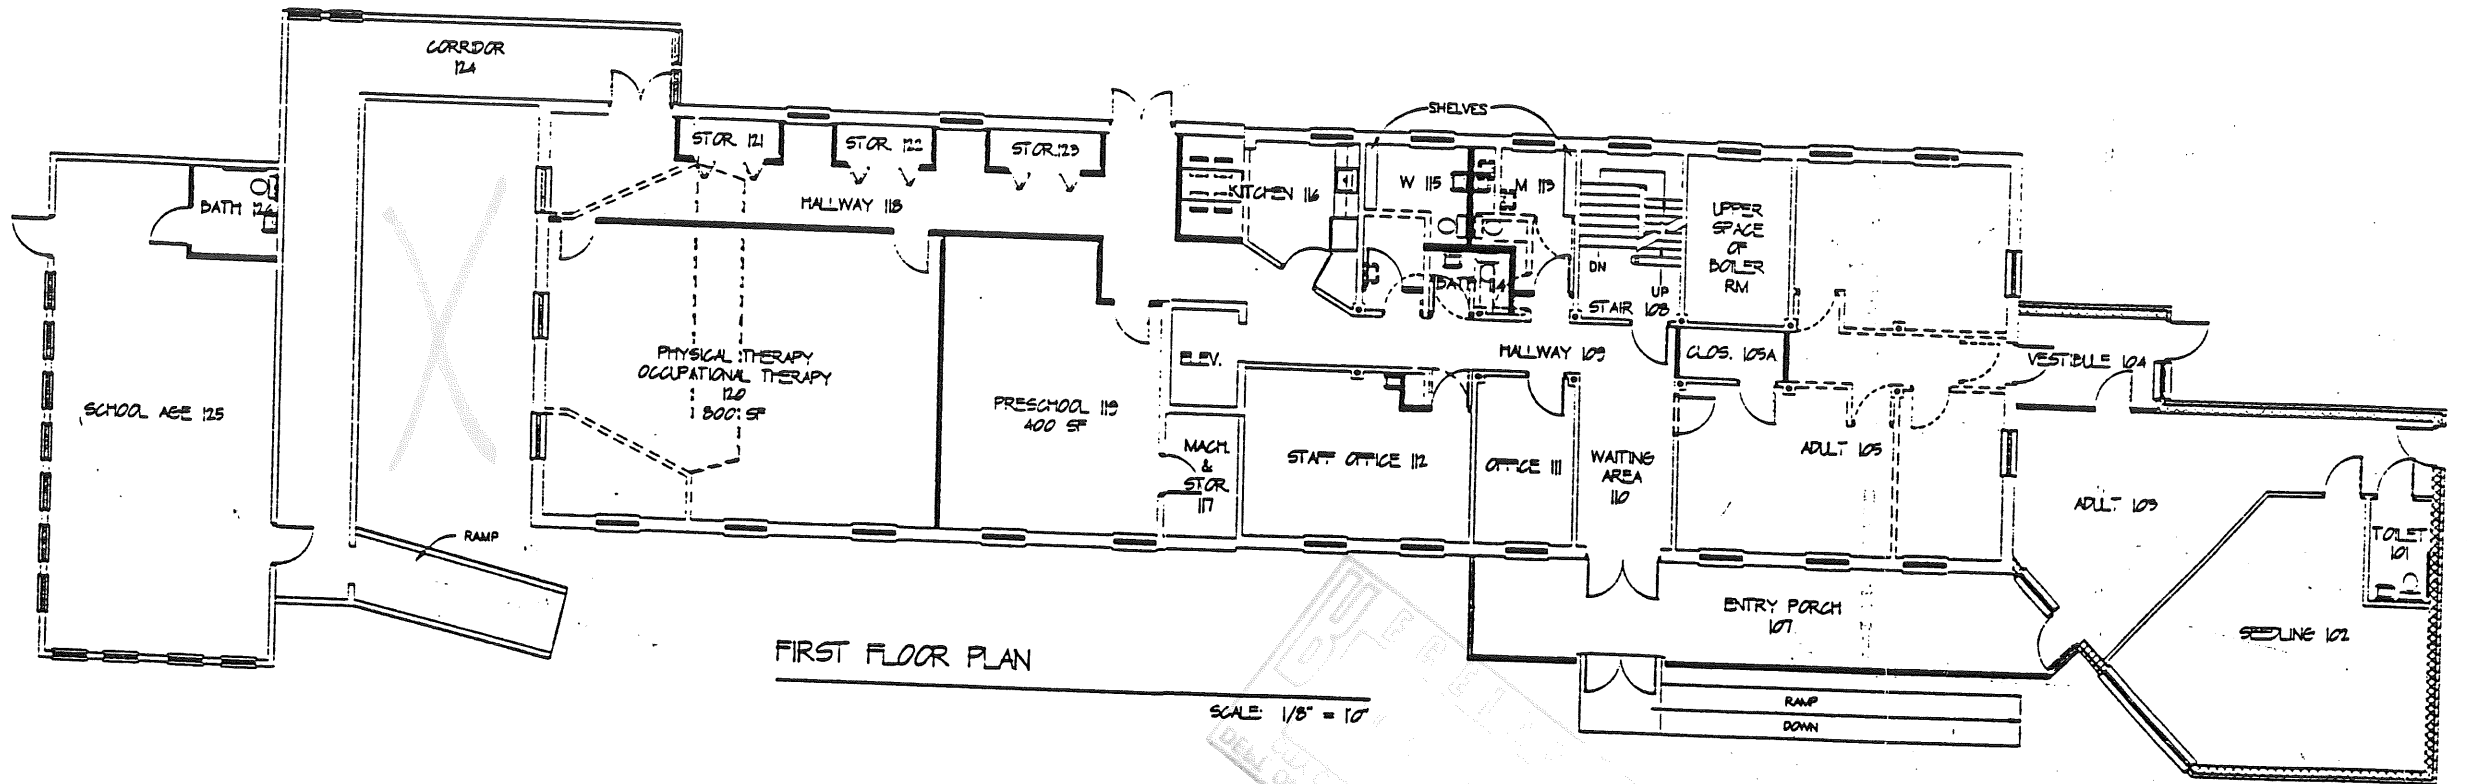 CORRIDOR
124
SHELVES
STOR. 121
STOR. 122
STOR. 123
BATH 126
HALLWAY 118
KITCHEN 116
W 115
M 113
UPPER
SPACE
OF
BOILER
RM
DN
UP
BATH 114
STAIR 108
ELEV.
HALLWAY 109
CLOS. 105A
VESTIBULE 104
PHYSICAL THERAPY
OCCUPATIONAL THERAPY
120
800 SF
SCHOOL AGE 125
PRESCHOOL 119
400 SF
MACH.
&
STOR.
117
STAFF OFFICE 112
OFFICE 111
WAITING
AREA
110
ADULT 105
ADULT 103
TOILET
101
RAMP
ENTRY PORCH
107
SEEDLING 102
FIRST FLOOR PLAN
SCALE: 1/8" = 1'0"
RAMP
DOWN